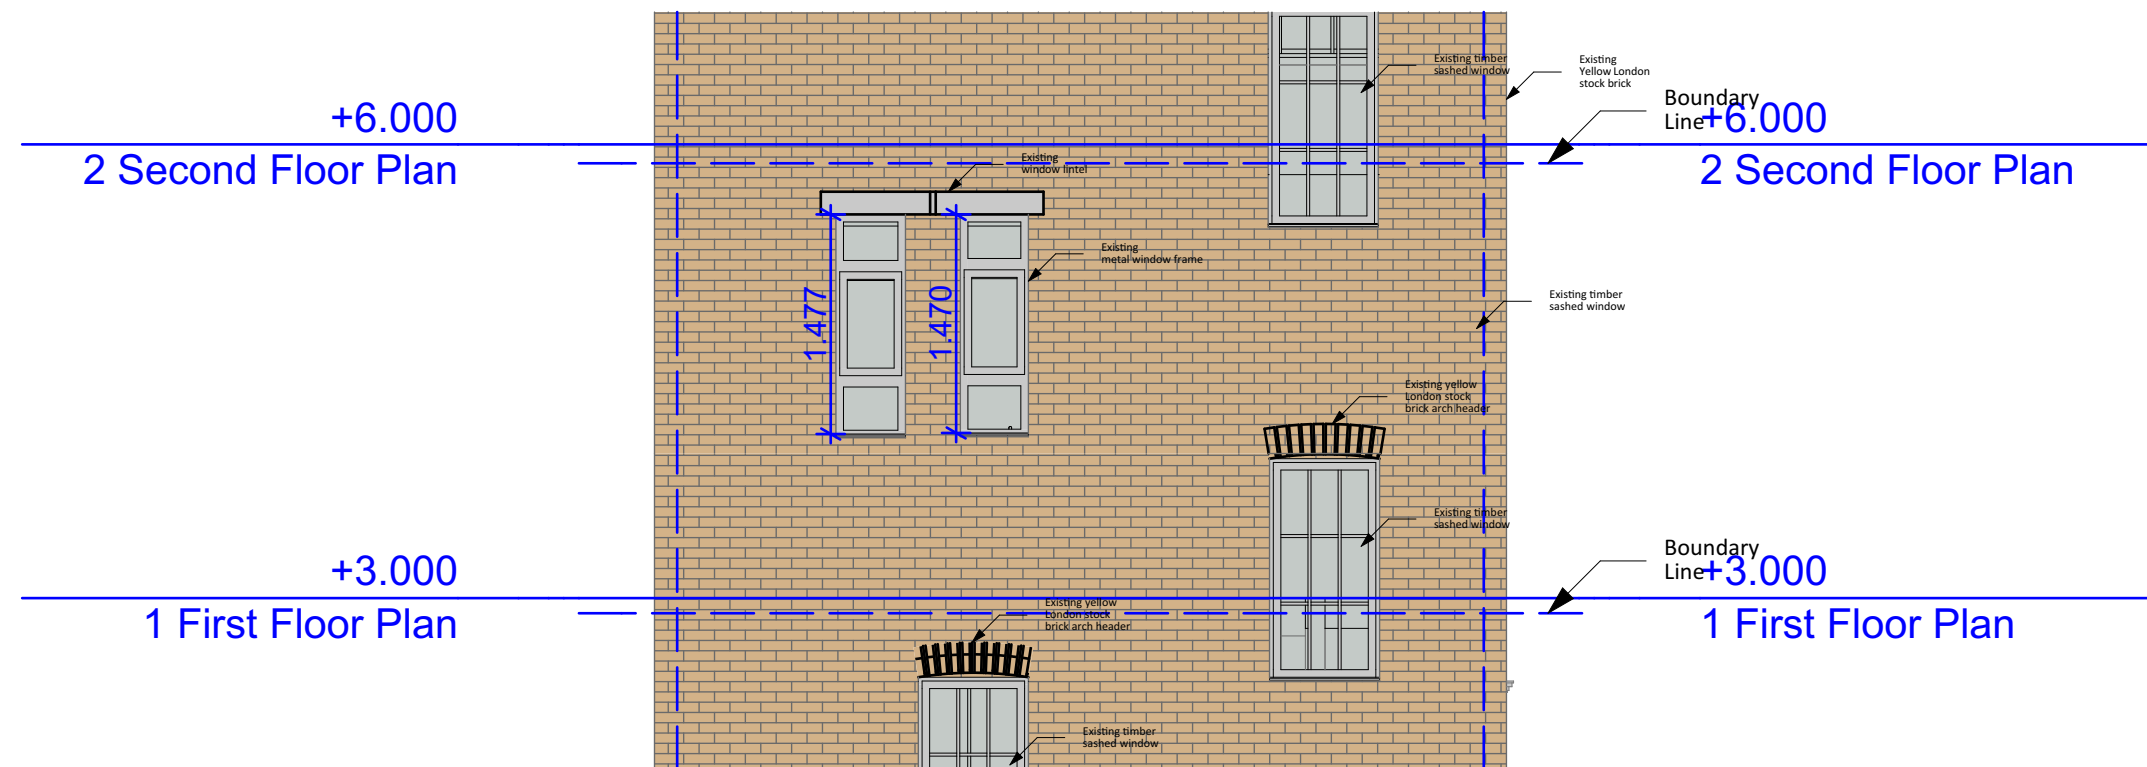 Existing timber
sashed window
Existing
Yellow London
stock brick
Boundary
Line
+6.000
2 Second Floor Plan
+6.000
2 Second Floor Plan
Existing
window lintel
Existing
metal window frame
1.477
1.470
Existing timber
sashed window
Existing yellow
London stock
brick arch header
Existing timber
sashed window
Boundary
Line
+3.000
1 First Floor Plan
+3.000
1 First Floor Plan
Existing yellow
London stock
brick arch header
Existing timber
sashed window